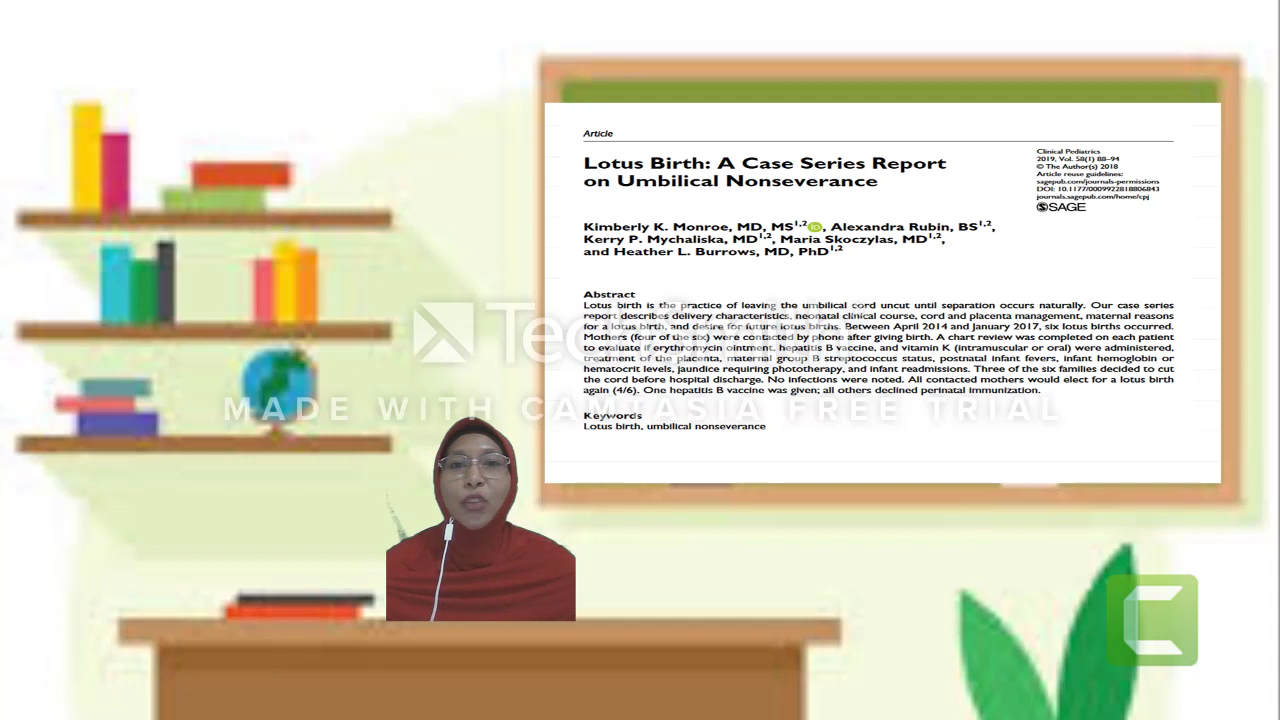 Article
Lotus Birth: A Case Series Report
on Umbilical Nonseverance
Clinical Pediatrics
2019, Vol. 58(1) 88–94
© The Author(s) 2018
Article reuse guidelines:
sagepub.com/journals-permissions
DOI: 10.1177/0009922818806843
journals.sagepub.com/home/cpj
SAGE
Kimberly K. Monroe, MD, MS1,2 iD, Alexandra Rubin, BS1,2,
Kerry P. Mychaliska, MD1,2, Maria Skoczylas, MD1,2,
and Heather L. Burrows, MD, PhD1,2
Abstract
Lotus birth is the practice of leaving the umbilical cord uncut until separation occurs naturally. Our case series
report describes delivery characteristics, neonatal clinical course, cord and placenta management, maternal reasons
for a lotus birth, and desire for future lotus births. Between April 2014 and January 2017, six lotus births occurred.
Mothers (four of the six) were contacted by phone after giving birth. A chart review was completed on each patient
to evaluate if erythromycin ointment, hepatitis B vaccine, and vitamin K (intramuscular or oral) were administered,
treatment of the placenta, maternal group B streptococcus status, postnatal infant fevers, infant hemoglobin or
hematocrit levels, jaundice requiring phototherapy, and infant readmissions. Three of the six families decided to cut
the cord before hospital discharge. No infections were noted. All contacted mothers would elect for a lotus birth
again (4/6). One hepatitis B vaccine was given; all others declined perinatal immunization.
Keywords
Lotus birth, umbilical nonseverance
TechSmith
MADE WITH CAMTASIA FREE TRIAL